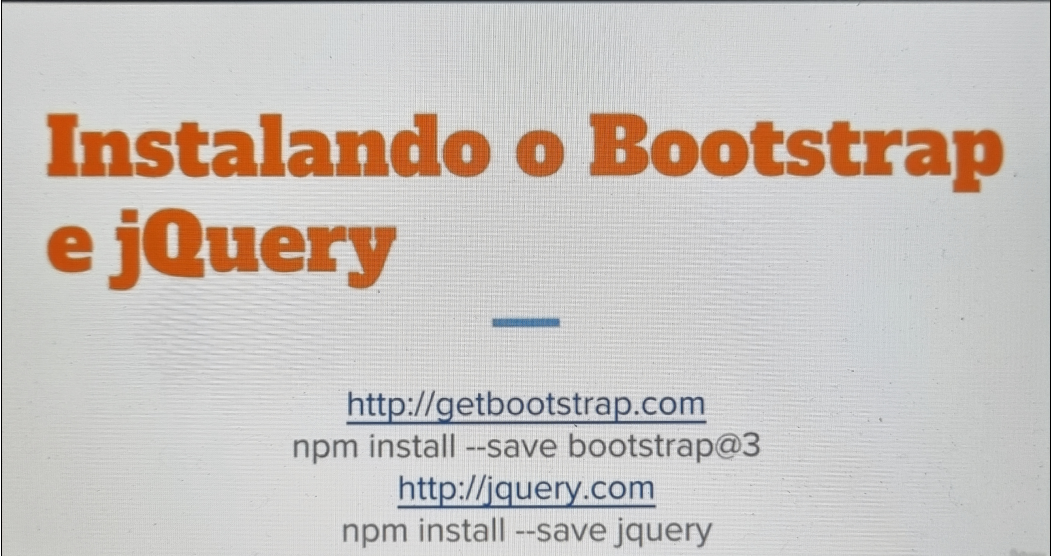 Instalando o Bootstrap
e jQuery
http://getbootstrap.com
npm install --save bootstrap@3
http://jquery.com
npm install --save jquery